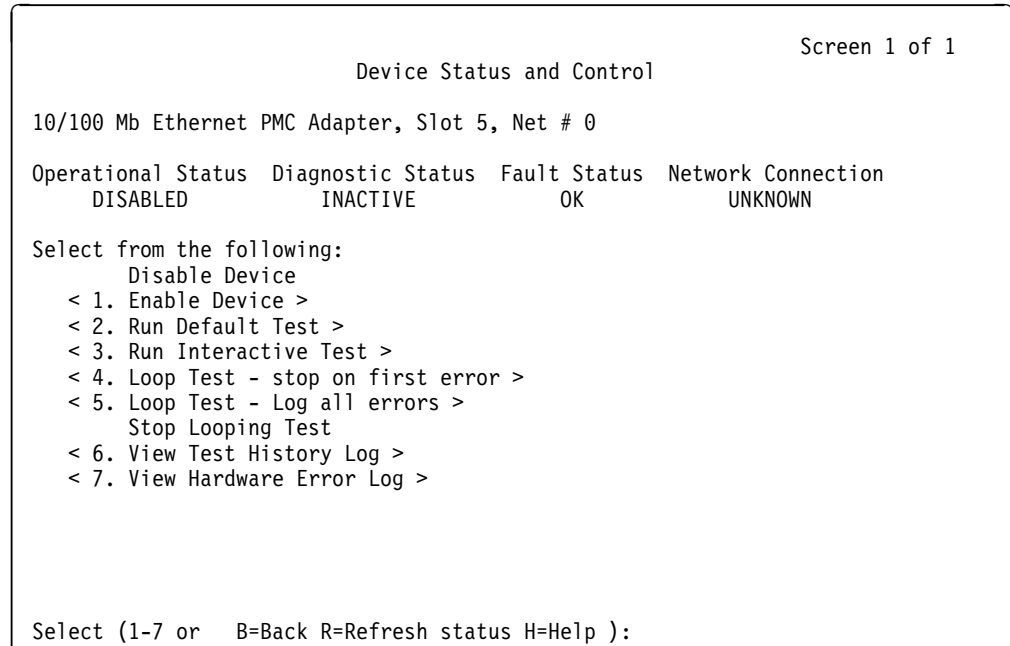 Screen 1 of 1
Device Status and Control
10/100 Mb Ethernet PMC Adapter, Slot 5, Net # 0
Operational Status  Diagnostic Status  Fault Status  Network Connection
DISABLED  INACTIVE  OK  UNKNOWN
Select from the following:
Disable Device
< 1. Enable Device >
< 2. Run Default Test >
< 3. Run Interactive Test >
< 4. Loop Test - stop on first error >
< 5. Loop Test - Log all errors >
Stop Looping Test
< 6. View Test History Log >
< 7. View Hardware Error Log >
Select (1-7 or   B=Back R=Refresh status H=Help ):